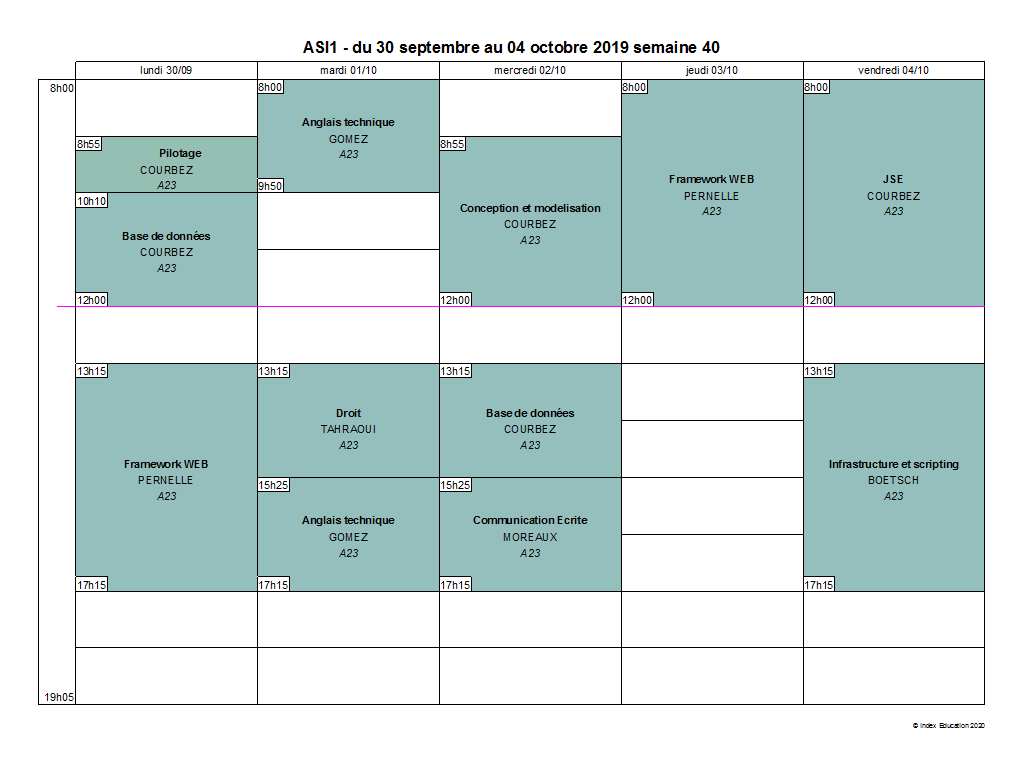 ASI1 - du 30 septembre au 04 octobre 2019 semaine 40
lundi 30/09
mardi 01/10
mercredi 02/10
jeudi 03/10
vendredi 04/10
8h00
19h05
8h55
Pilotage
COURBEZ
A23
10h10
Base de données
COURBEZ
A23
12h00
13h15
Framework WEB
PERNELLE
A23
17h15
8h00
Anglais technique
GOMEZ
A23
9h50
13h15
Droit
TAHRAOUI
A23
15h25
Anglais technique
GOMEZ
A23
17h15
8h55
Conception et modelisation
COURBEZ
A23
12h00
13h15
Base de données
COURBEZ
A23
15h25
Communication Ecrite
MOREAUX
A23
17h15
8h00
Framework WEB
PERNELLE
A23
12h00
8h00
JSE
COURBEZ
A23
12h00
13h15
Infrastructure et scripting
BOETSCH
A23
17h15
© Index Education 2020